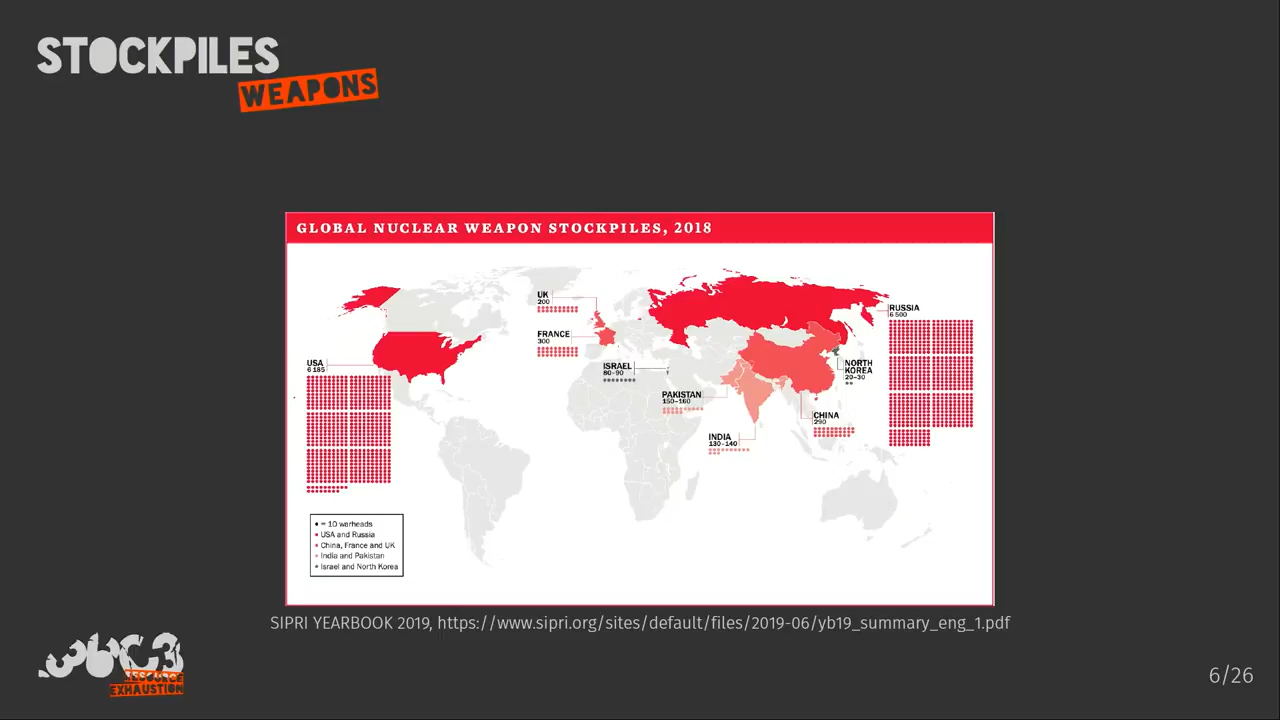 STOCKPILES
WEAPONS
GLOBAL NUCLEAR WEAPON STOCKPILES, 2018
UK
200
FRANCE
300
ISRAEL
80–90
PAKISTAN
150–160
INDIA
130–140
USA
6 185
RUSSIA
6 500
NORTH
KOREA
20–30
CHINA
290
= 10 warheads
USA and Russia
China, France and UK
India and Pakistan
Israel and North Korea
SIPRI YEARBOOK 2019, https://www.sipri.org/sites/default/files/2019-06/yb19_summary_eng_1.pdf
36C3
RESOURCE
EXHAUSTION
6/26